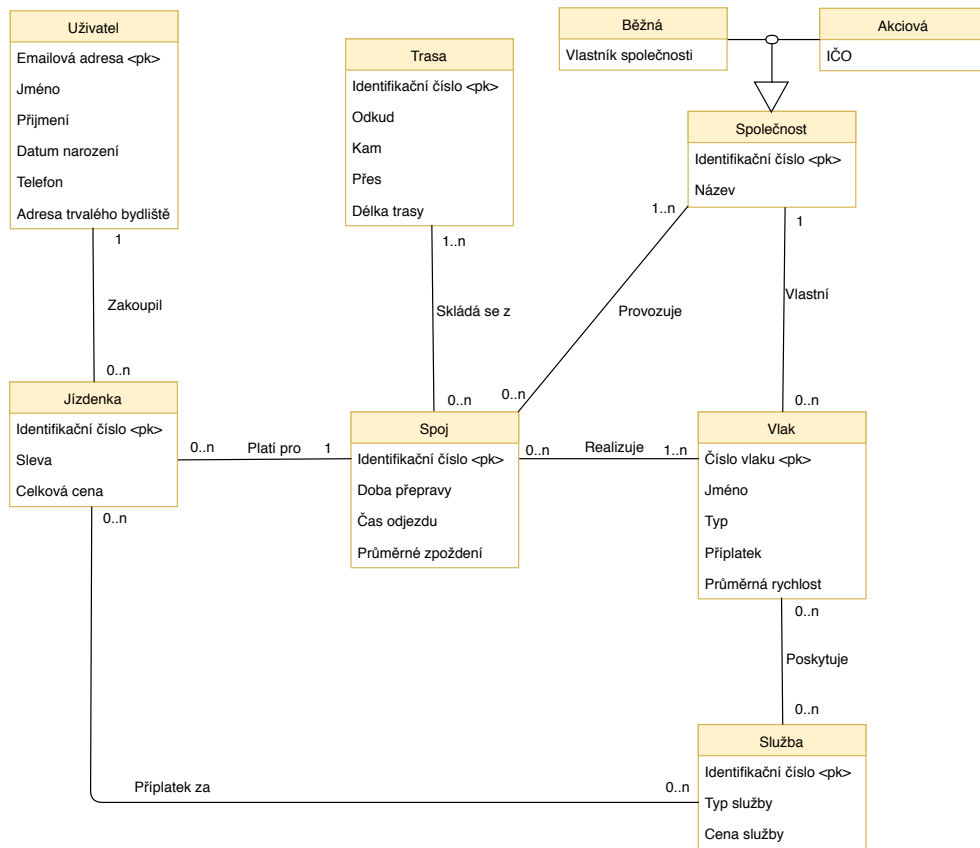 Uživatel
Emailová adresa <pk>
Jméno
Přijmení
Datum narození
Telefon
Adresa trvalého bydliště
1
Zakoupil
0..n
Trasa
Identifikační číslo <pk>
Odkud
Kam
Přes
Délka trasy
1..n
Skládá se z
0..n
Běžná
Vlastník společnosti
Akciová
IČO
Společnost
Identifikační číslo <pk>
Název
1..n
Provozuje
0..n
1
Vlastní
0..n
Jízdenka
Identifikační číslo <pk>
Sleva
Celková cena
0..n
Platí pro
1
0..n
Spoj
Identifikační číslo <pk>
Doba přepravy
Čas odjezdu
Průměrné zpoždení
0..n
Realizuje
1..n
Vlak
Číslo vlaku <pk>
Jméno
Typ
Příplatek
Průměrná rychlost
0..n
Poskytuje
0..n
Služba
Identifikační číslo <pk>
Typ služby
Cena služby
Příplatek za
0..n